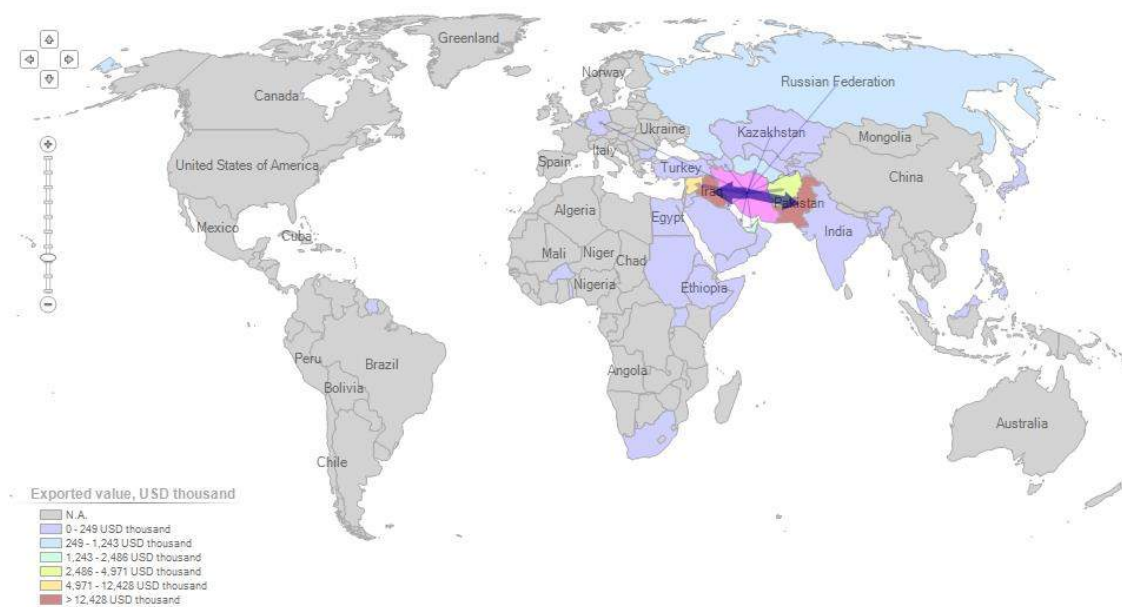 Greenland
Norway
Russian Federation
Canada
Ukraine
Kazakhstan
Mongolia
Italy
Spain
Turkey
United States of America
China
Iraq
Pakistan
Algeria
Egypt
India
Mexico
Cuba
Mali
Niger
Chad
Nigeria
Ethiopia
Peru
Brazil
Angola
Bolivia
Australia
Chile
Exported value, USD thousand
N.A.
0 - 249 USD thousand
249 - 1,243 USD thousand
1,243 - 2,486 USD thousand
2,486 - 4,971 USD thousand
4,971 - 12,428 USD thousand
> 12,428 USD thousand